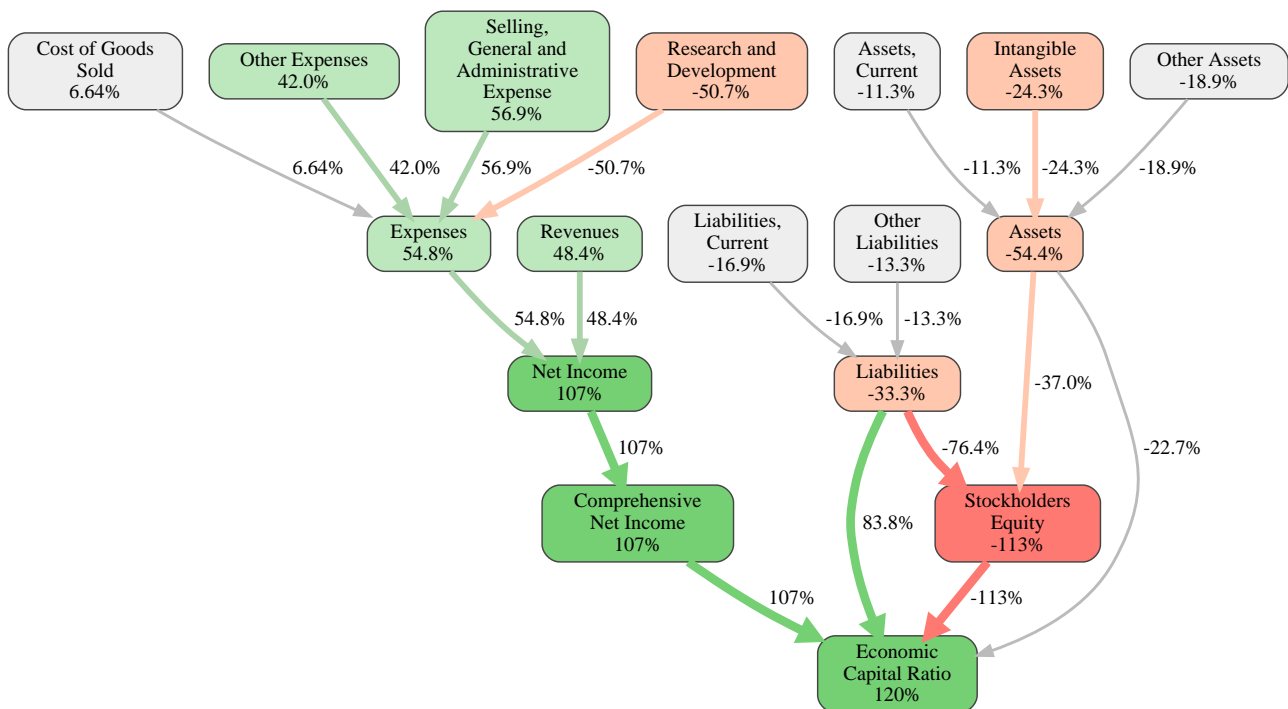 Cost of Goods
Sold
6.64%
Other Expenses
42.0%
Selling,
General and
Administrative
Expense
56.9%
Research and
Development
-50.7%
Assets,
Current
-11.3%
Intangible
Assets
-24.3%
Other Assets
-18.9%
6.64%
42.0%
56.9%
-50.7%
-11.3%
-24.3%
-18.9%
Expenses
54.8%
Revenues
48.4%
Liabilities,
Current
-16.9%
Other
Liabilities
-13.3%
Assets
-54.4%
54.8%
48.4%
-16.9%
-13.3%
Net Income
107%
Liabilities
-33.3%
-37.0%
107%
-76.4%
-22.7%
Comprehensive
Net Income
107%
83.8%
Stockholders
Equity
-113%
107%
-113%
Economic
Capital Ratio
120%